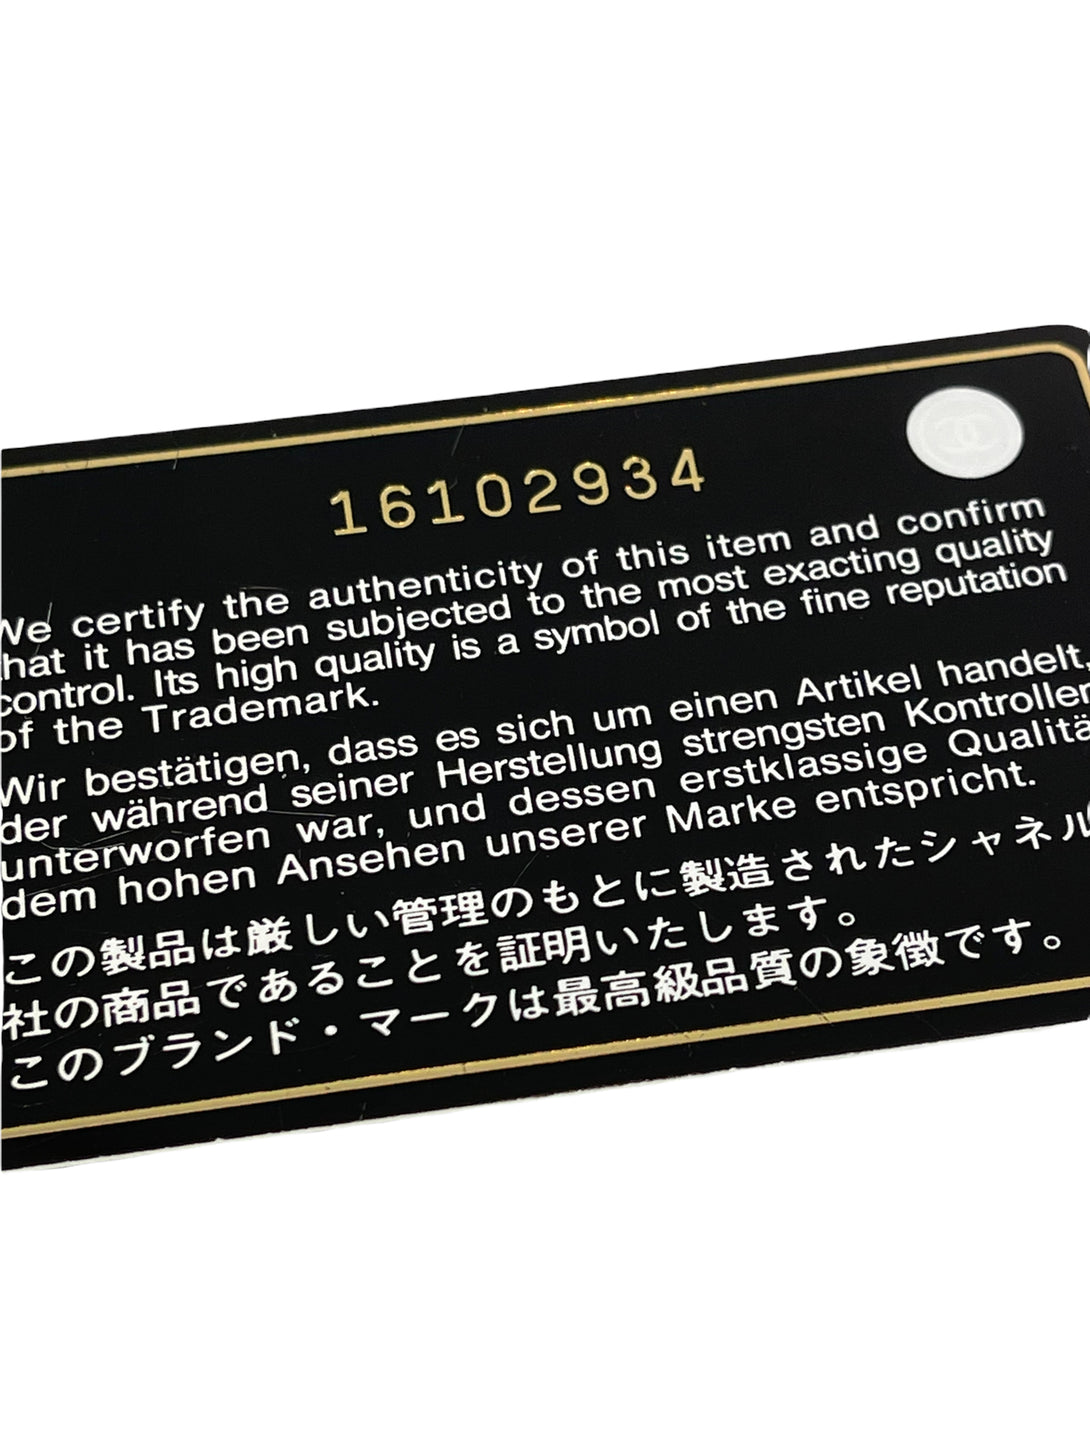 16102934
We certify the authenticity of this item and confirm
that it has been subjected to the most exacting quality
control. Its high quality is a symbol of the fine reputation
of the Trademark.
Wir bestätigen, dass es sich um einen Artikel handelt,
der während seiner Herstellung strengsten Kontrollen
unterworfen war, und dessen erstklassige Qualitä
dem hohen Ansehen unserer Marke entspricht.
この製品は厳しい管理のもとに製造されたシャネル
社の商品であることを証明いたします。
このブランド・マークは最高級品質の象徴です。